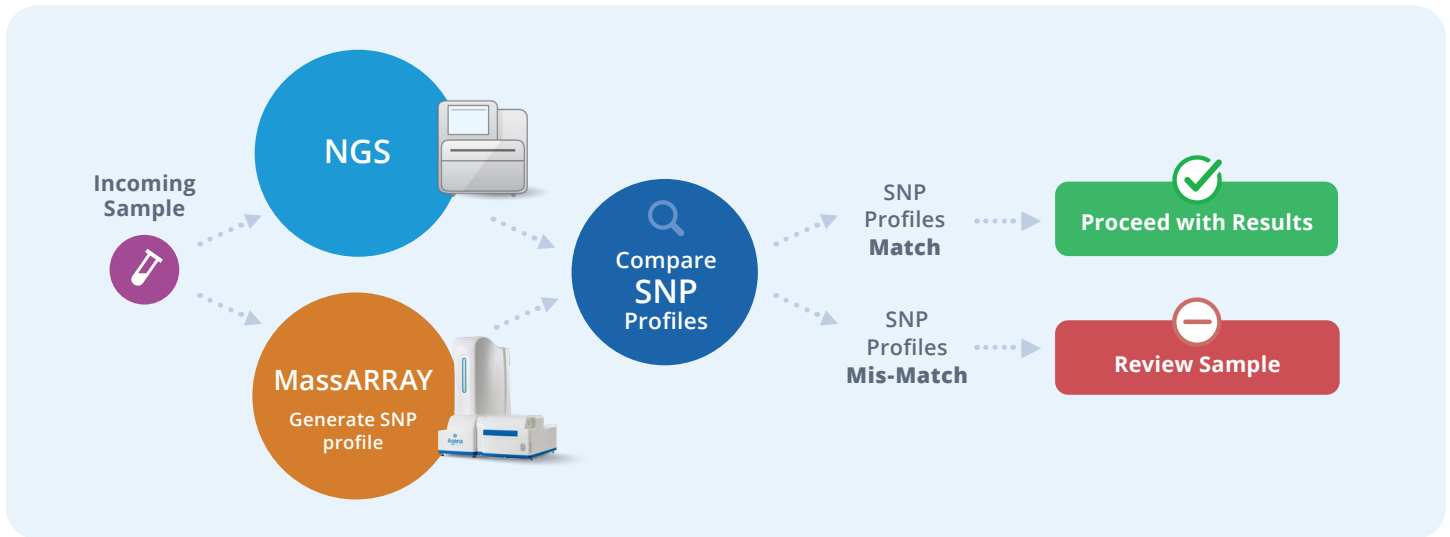 Incoming
Sample
NGS
MassARRAY
Generate SNP
profile
Agena
Compare
SNP
Profiles
SNP
Profiles
Match
Proceed with Results
SNP
Profiles
Mis-Match
Review Sample